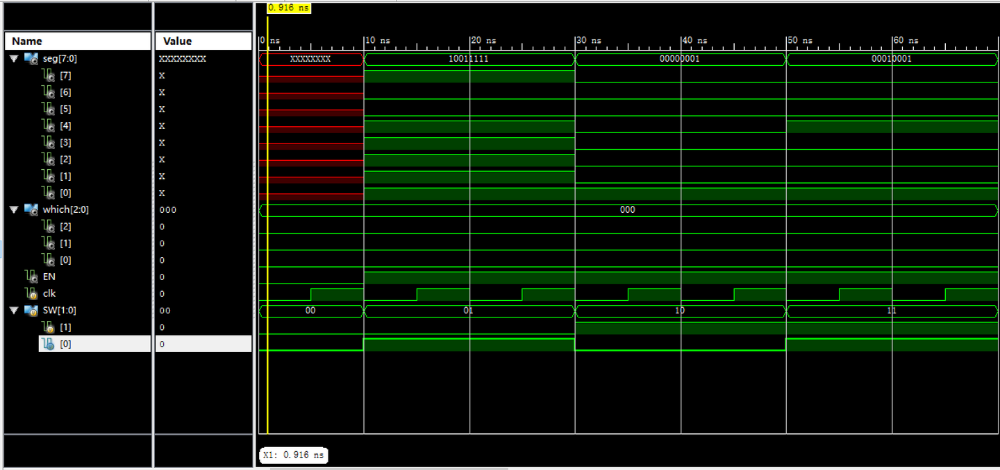 0.916 ns
Name Value 0 ns 10 ns 20 ns 30 ns 40 ns 50 ns 60 ns
seg[7:0] XXXXXXXXX XXXXXXXX 10011111 00000001 00010001
[7] X
[6] X
[5] X
[4] X
[3] X
[2] X
[1] X
[0] X
which[2:0] 000 000
[2] 0
[1] 0
[0] 0
EN 0
clk 0
SW[1:0] 00 00 01 10 11
[1] 0
[0] 0
X1: 0.916 ns